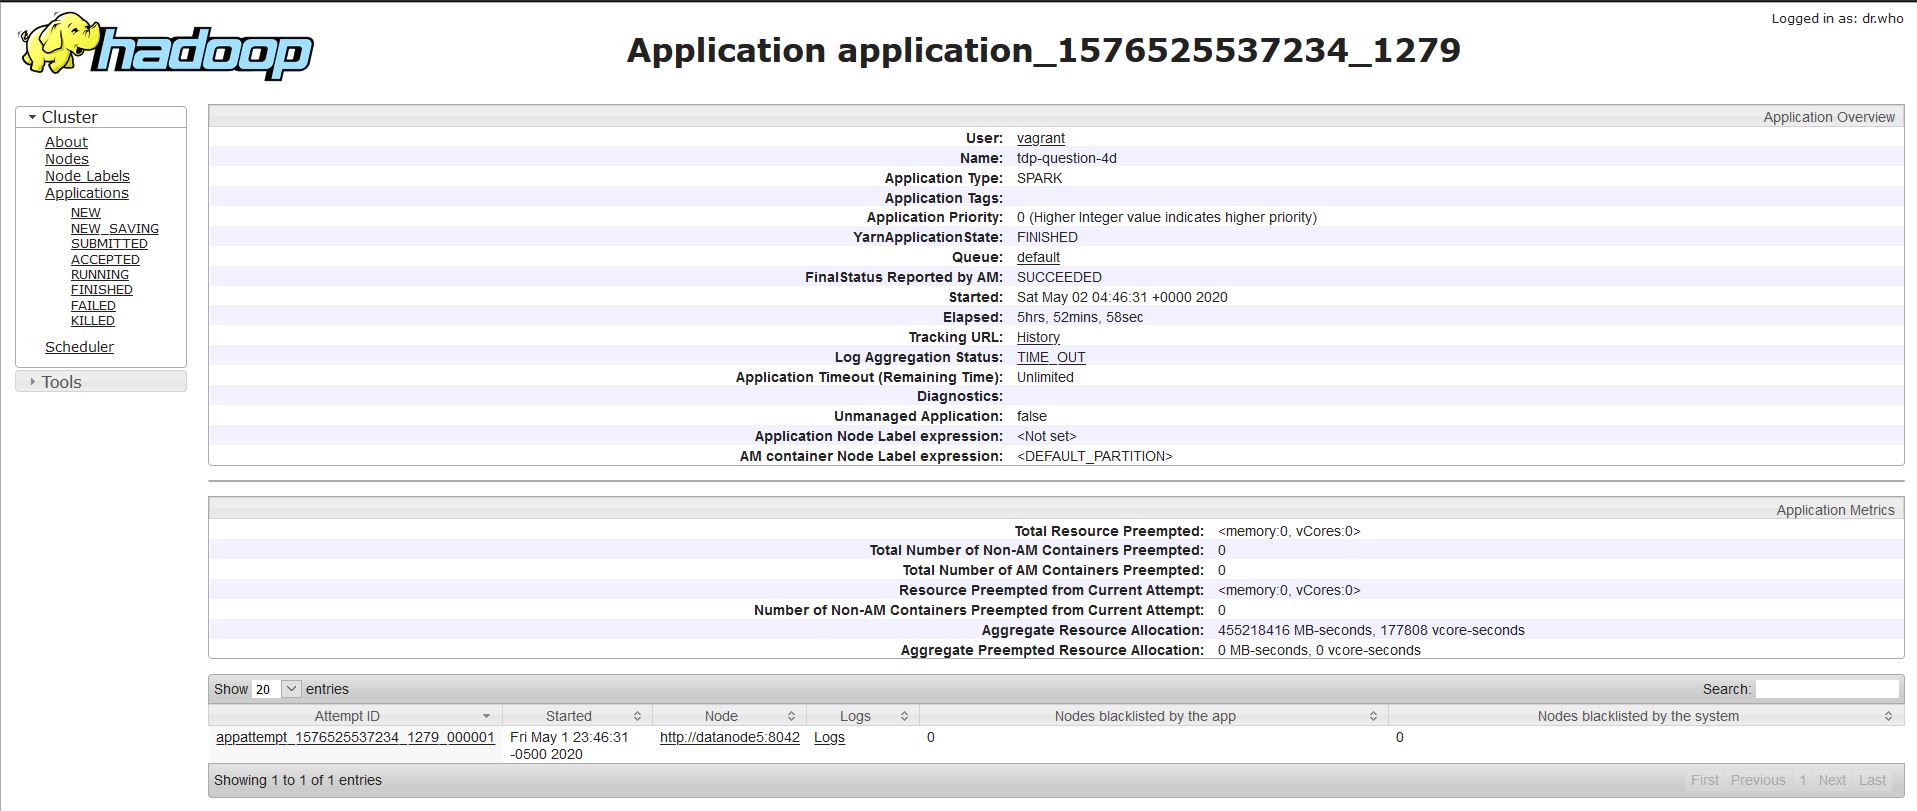 Logged in as: dr.who
hadoop
Application application_1576525537234_1279
Cluster
About
Nodes
Node Labels
Applications
NEW
NEW_SAVING
SUBMITTED
ACCEPTED
RUNNING
FINISHED
FAILED
KILLED
Scheduler
Tools
Application Overview
User: vagrant
Name: tdp-question-4d
Application Type: SPARK
Application Tags:
Application Priority: 0 (Higher Integer value indicates higher priority)
YarnApplicationState: FINISHED
Queue: default
FinalStatus Reported by AM: SUCCEEDED
Started: Sat May 02 04:46:31 +0000 2020
Elapsed: 5hrs, 52mins, 58sec
Tracking URL: History
Log Aggregation Status: TIME_OUT
Application Timeout (Remaining Time): Unlimited
Diagnostics:
Unmanaged Application: false
Application Node Label expression: <Not set>
AM container Node Label expression: <DEFAULT_PARTITION>
Application Metrics
Total Resource Preempted: <memory:0, vCores:0>
Total Number of Non-AM Containers Preempted: 0
Total Number of AM Containers Preempted: 0
Resource Preempted from Current Attempt: <memory:0, vCores:0>
Number of Non-AM Containers Preempted from Current Attempt: 0
Aggregate Resource Allocation: 455218416 MB-seconds, 177808 vcore-seconds
Aggregate Preempted Resource Allocation: 0 MB-seconds, 0 vcore-seconds
Show 20 entries Search:
Attempt ID Started Node Logs Nodes blacklisted by the app Nodes blacklisted by the system
appattempt_1576525537234_1279_000001 Fri May 1 23:46:31 http://datanode5:8042 Logs 0 0
-0500 2020
Showing 1 to 1 of 1 entries First Previous 1 Next Last